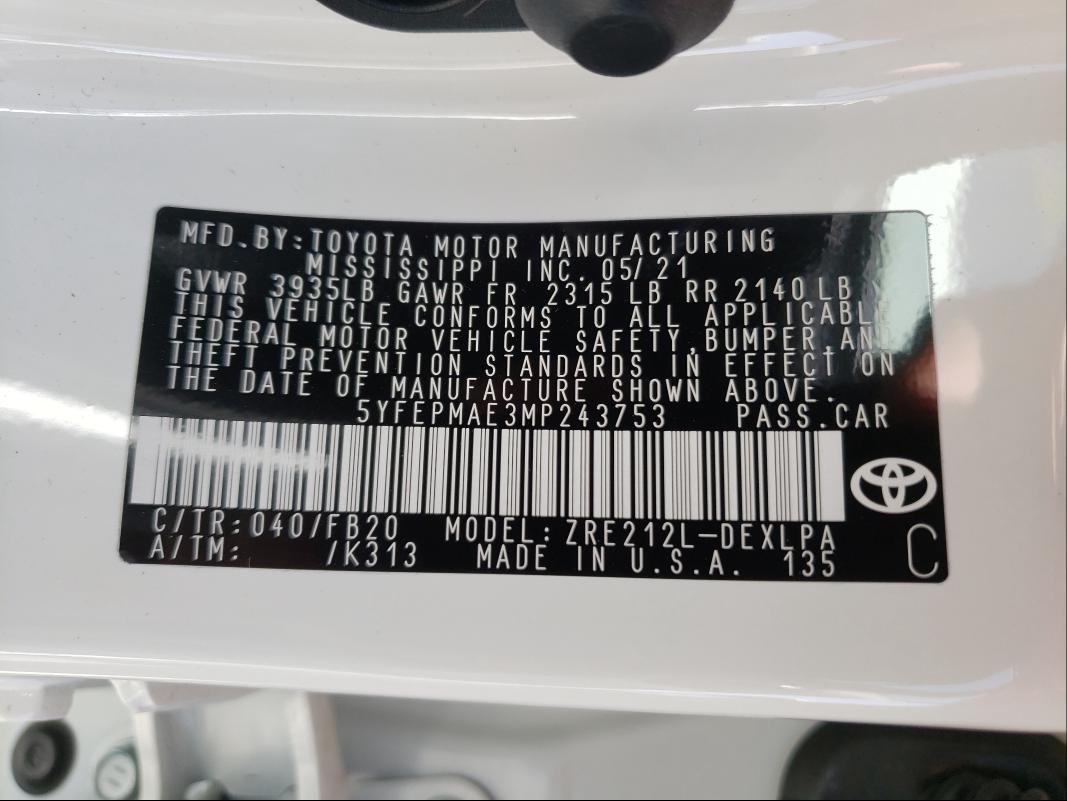 MFD.BY:TOYOTA MOTOR MANUFACTURING
MISSISSIPPI INC. 05/21
GVWR 3935LB GAWR FR 2315 LB RR 2140 LB
THIS VEHICLE CONFORMS TO ALL APPLICABLE
FEDERAL MOTOR VEHICLE SAFETY,BUMPER,AND
THEFT PREVENTION STANDARDS IN EFFECT ON
THE DATE OF MANUFACTURE SHOWN ABOVE.
5YFEPMAE3MP243753 PASS.CAR
C/TR:040/FB20 MODEL:ZRE212L-DEXLPA
A/TM: /K313 MADE IN U.S.A. 135 C